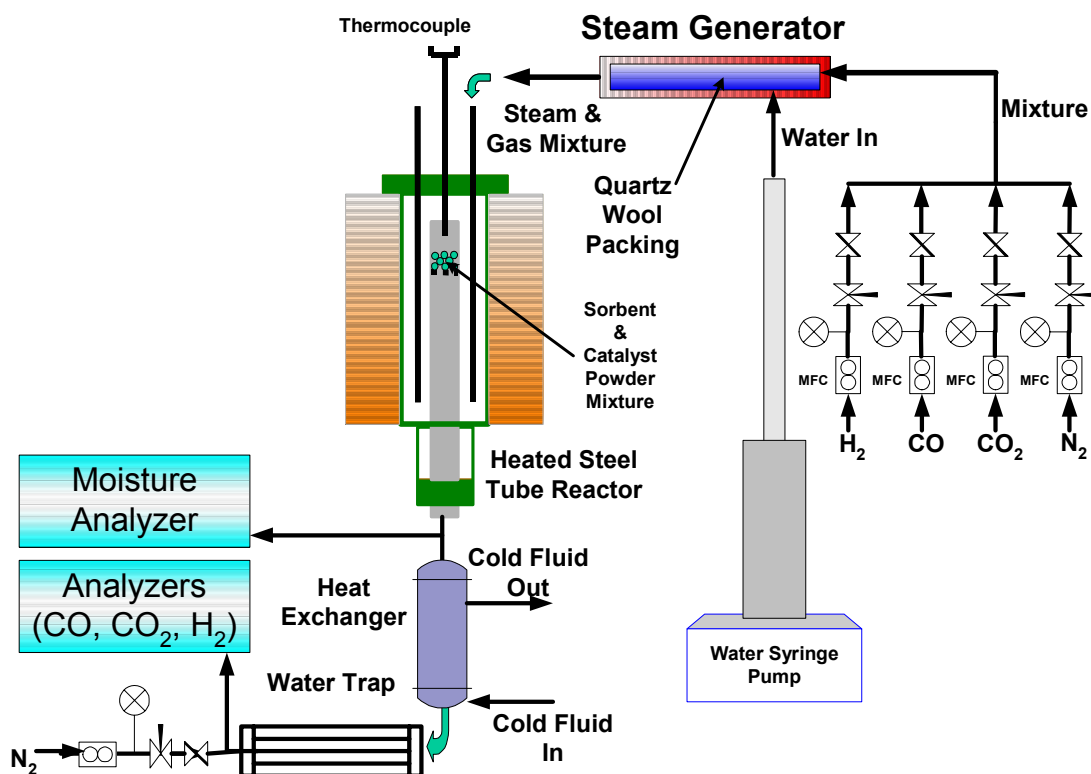 Thermocouple
Steam Generator
Steam &
Gas Mixture
Mixture
Water In
Quartz
Wool
Packing
Sorbent
&
Catalyst
Powder
Mixture
MFC
MFC
MFC
MFC
H₂
CO
CO₂
N₂
Heated Steel
Tube Reactor
Moisture
Analyzer
Analyzers
(CO, CO₂, H₂)
Heat
Exchanger
Cold Fluid
Out
Water Trap
Cold Fluid
In
N₂
Water Syringe
Pump